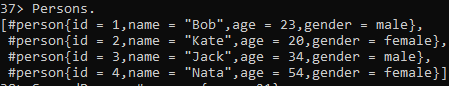 37> Persons.
[#person{id = 1,name = "Bob",age = 23,gender = male},
 #person{id = 2,name = "Kate",age = 20,gender = female},
 #person{id = 3,name = "Jack",age = 34,gender = male},
 #person{id = 4,name = "Nata",age = 54,gender = female}]